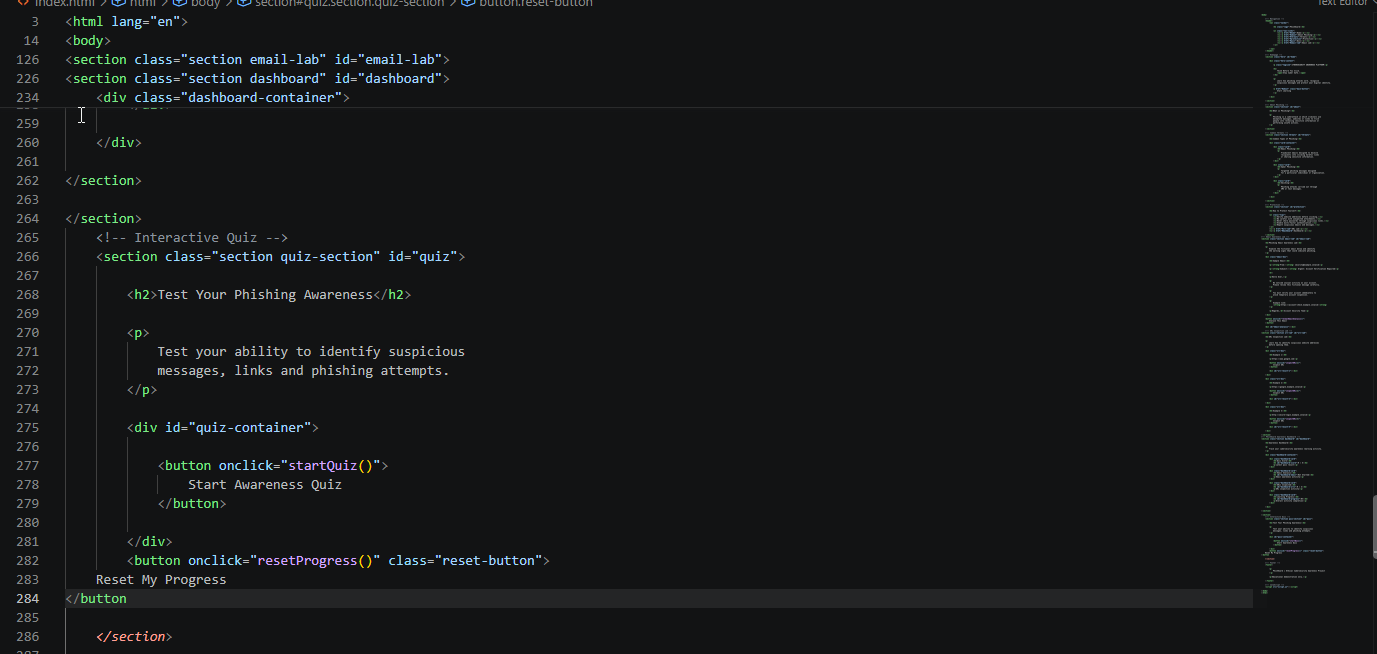 index.html > html > body > section#quiz.section.quiz-section > button.reset-button
Text Editor
3 <html lang="en">
14 <body>
126 <section class="section email-lab" id="email-lab">
226 <section class="section dashboard" id="dashboard">
234 <div class="dashboard-container">
259
260 </div>
261
262 </section>
263
264 </section>
265 <!-- Interactive Quiz -->
266 <section class="section quiz-section" id="quiz">
267
268 <h2>Test Your Phishing Awareness</h2>
269
270 <p>
271 Test your ability to identify suspicious
272 messages, links and phishing attempts.
273 </p>
274
275 <div id="quiz-container">
276
277 <button onclick="startQuiz()">
278 Start Awareness Quiz
279 </button>
280
281 </div>
282 <button onclick="resetProgress()" class="reset-button">
283 Reset My Progress
284 </button
285
286 </section>
287